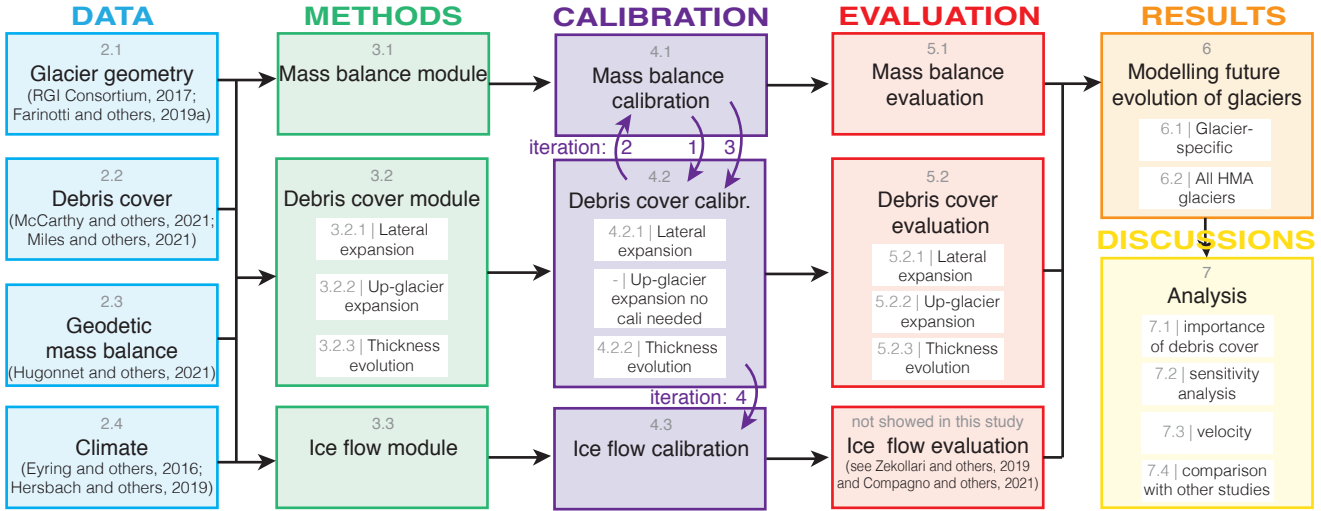 DATA
2.1
Glacier geometry
(RGI Consortium, 2017;
Farinotti and others, 2019a)
2.2
Debris cover
(McCarthy and others, 2021;
Miles and others, 2021)
2.3
Geodetic
mass balance
(Hugonnet and others, 2021)
2.4
Climate
(Eyring and others, 2016;
Hersbach and others, 2019)
METHODS
3.1
Mass balance module
3.2
Debris cover module
3.2.1 | Lateral
expansion
3.2.2 | Up-glacier
expansion
3.2.3 | Thickness
evolution
3.3
Ice flow module
CALIBRATION
4.1
Mass balance
calibration
iteration: 2 1 3
4.2
Debris cover calibr.
4.2.1 | Lateral
expansion
- | Up-glacier
expansion no
cali needed
4.2.2 | Thickness
evolution
iteration: 4
4.3
Ice flow calibration
EVALUATION
5.1
Mass balance
evaluation
5.2
Debris cover
evaluation
5.2.1 | Lateral
expansion
5.2.2 | Up-glacier
expansion
5.2.3 | Thickness
evolution
not showed in this study
Ice flow evaluation
(see Zekollari and others, 2019
and Compagno and others, 2021)
RESULTS
6
Modelling future
evolution of glaciers
6.1 | Glacier-
specific
6.2 | All HMA
glaciers
DISCUSSIONS
7
Analysis
7.1 | importance
of debris cover
7.2 | sensitivity
analysis
7.3 | velocity
7.4 | comparison
with other studies